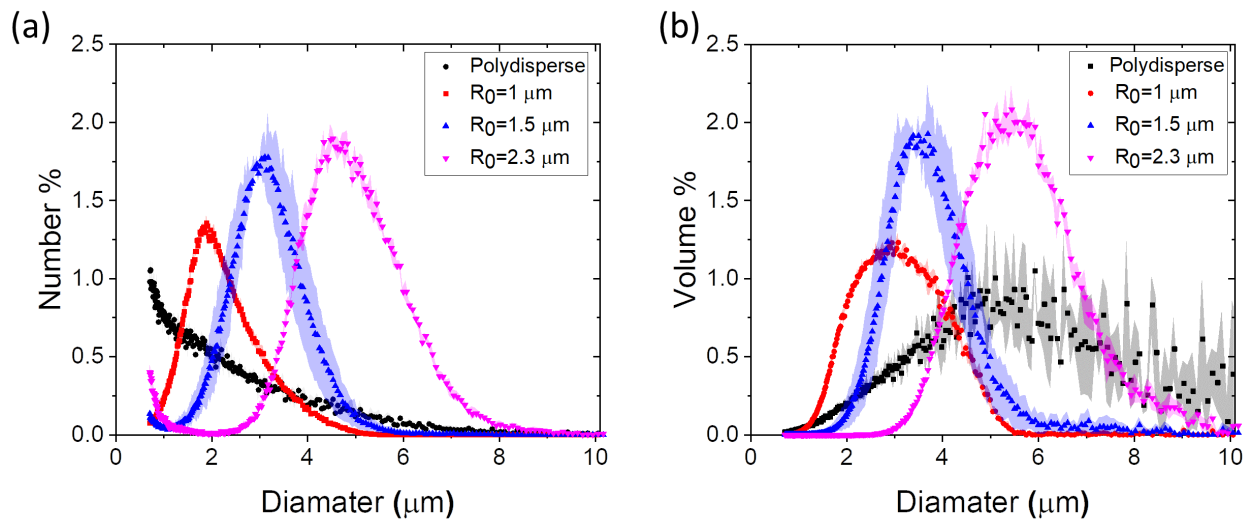 (a)
2.5
2.0
1.5
1.0
0.5
0.0
Number %
0 2 4 6 8 10
Diamater (μm)
Polydisperse
R0=1 μm
R0=1.5 μm
R0=2.3 μm
(b)
2.5
2.0
1.5
1.0
0.5
0.0
Volume %
0 2 4 6 8 10
Diamater (μm)
Polydisperse
R0=1 μm
R0=1.5 μm
R0=2.3 μm